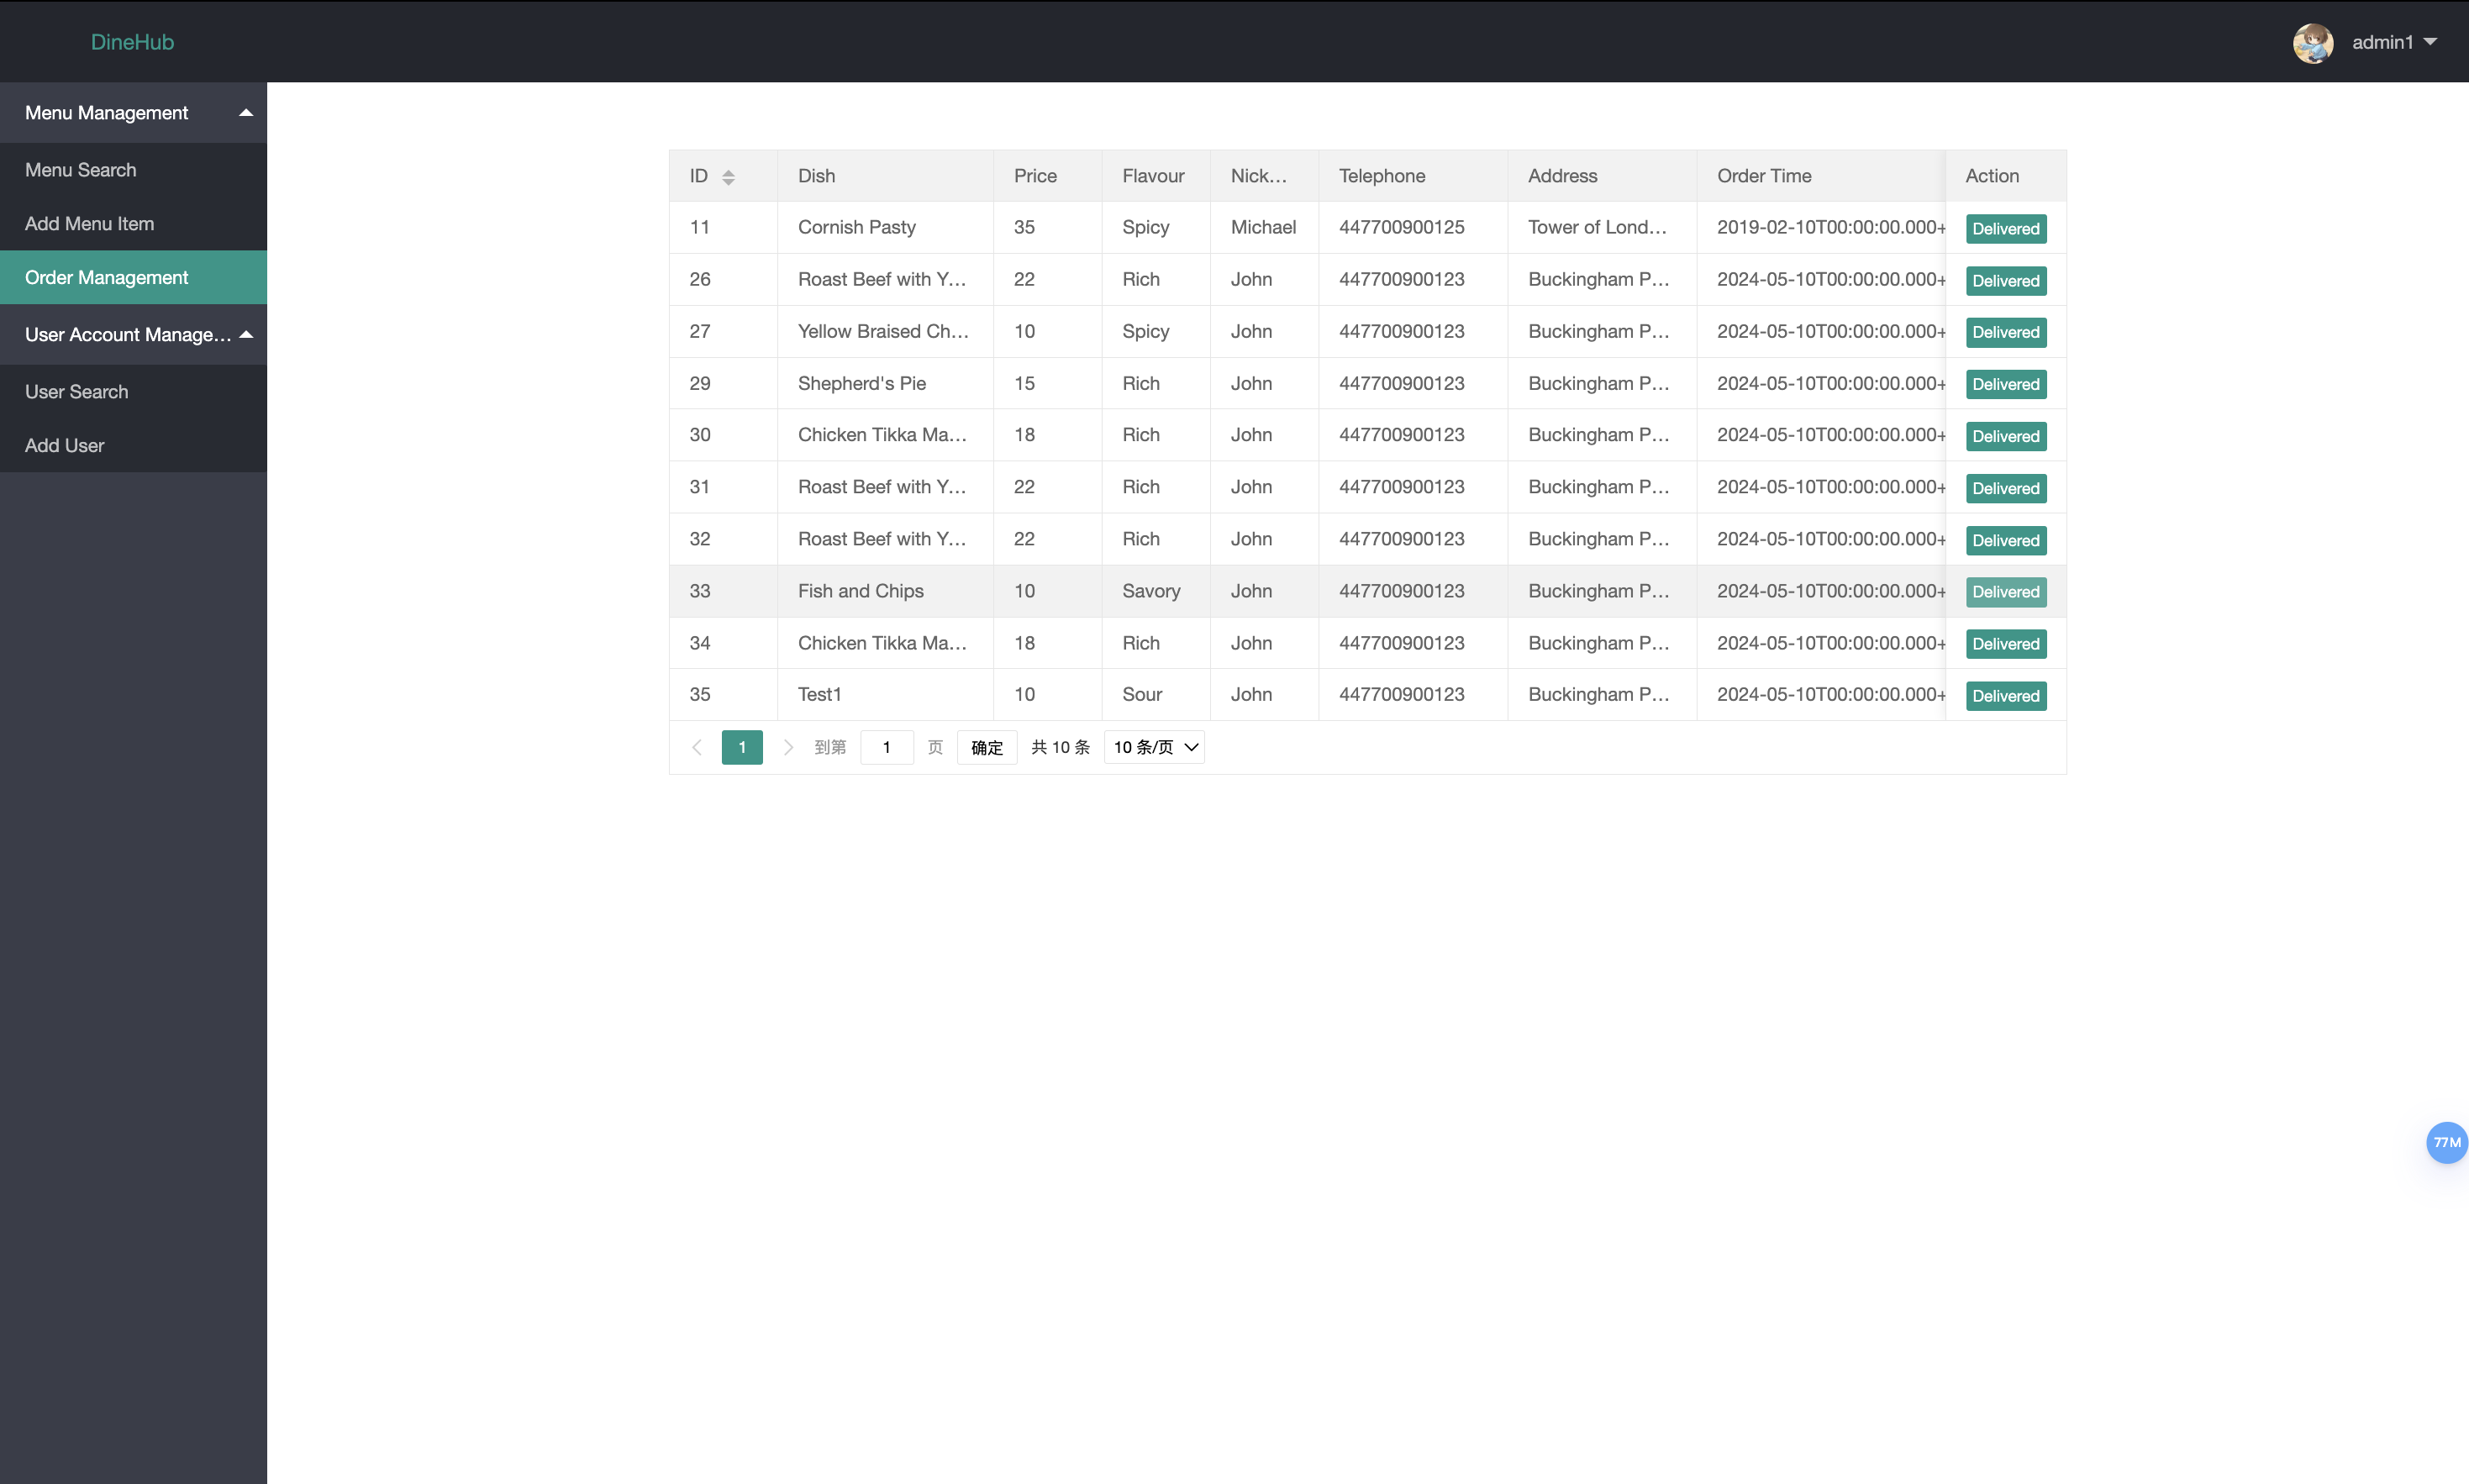 DineHub
admin1
Menu Management
Menu Search
Add Menu Item
Order Management
User Account Manage...
User Search
Add User
ID Dish Price Flavour Nick... Telephone Address Order Time Action
11 Cornish Pasty 35 Spicy Michael 447700900125 Tower of Lond... 2019-02-10T00:00:00.000+ Delivered
26 Roast Beef with Y... 22 Rich John 447700900123 Buckingham P... 2024-05-10T00:00:00.000+ Delivered
27 Yellow Braised Ch... 10 Spicy John 447700900123 Buckingham P... 2024-05-10T00:00:00.000+ Delivered
29 Shepherd's Pie 15 Rich John 447700900123 Buckingham P... 2024-05-10T00:00:00.000+ Delivered
30 Chicken Tikka Ma... 18 Rich John 447700900123 Buckingham P... 2024-05-10T00:00:00.000+ Delivered
31 Roast Beef with Y... 22 Rich John 447700900123 Buckingham P... 2024-05-10T00:00:00.000+ Delivered
32 Roast Beef with Y... 22 Rich John 447700900123 Buckingham P... 2024-05-10T00:00:00.000+ Delivered
33 Fish and Chips 10 Savory John 447700900123 Buckingham P... 2024-05-10T00:00:00.000+ Delivered
34 Chicken Tikka Ma... 18 Rich John 447700900123 Buckingham P... 2024-05-10T00:00:00.000+ Delivered
35 Test1 10 Sour John 447700900123 Buckingham P... 2024-05-10T00:00:00.000+ Delivered
1 到第 1 页 确定 共 10 条 10 条/页
77M